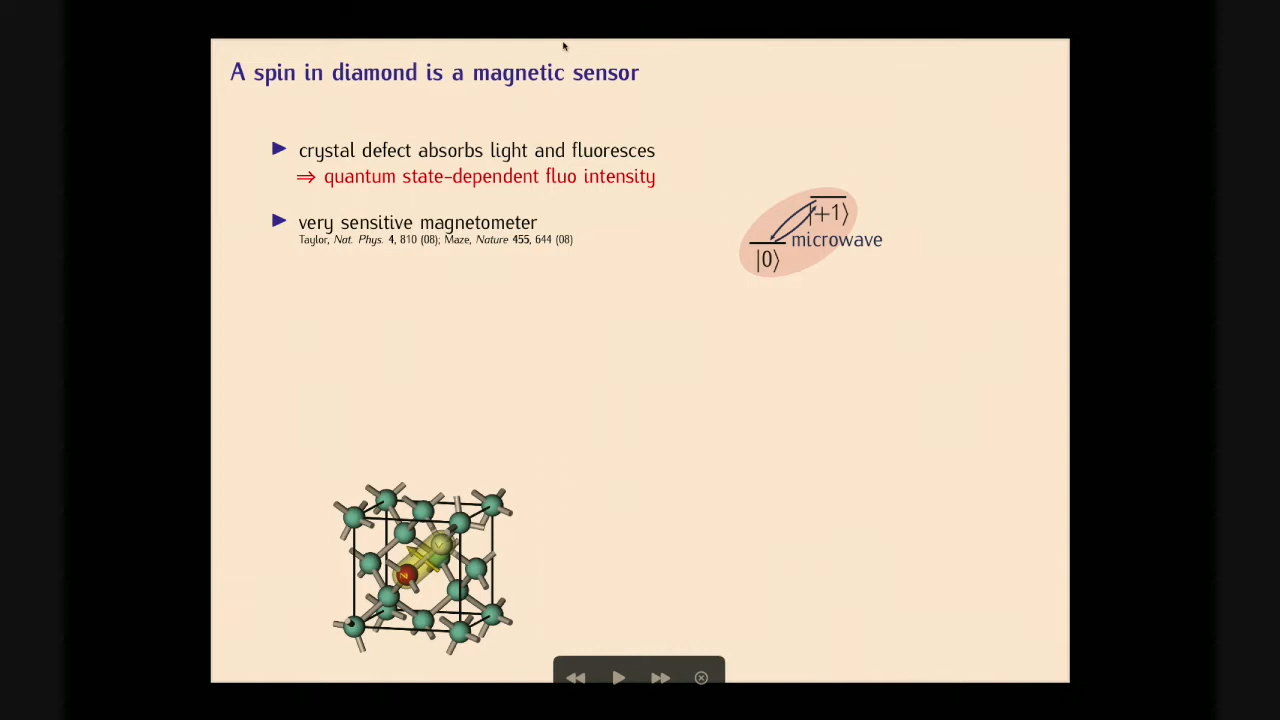 A spin in diamond is a magnetic sensor
crystal defect absorbs light and fluoresces
⇒ quantum state-dependent fluo intensity
very sensitive magnetometer
Taylor, Nat. Phys. 4, 810 (08); Maze, Nature 455, 644 (08)
|+1⟩
microwave
|0⟩
V
N